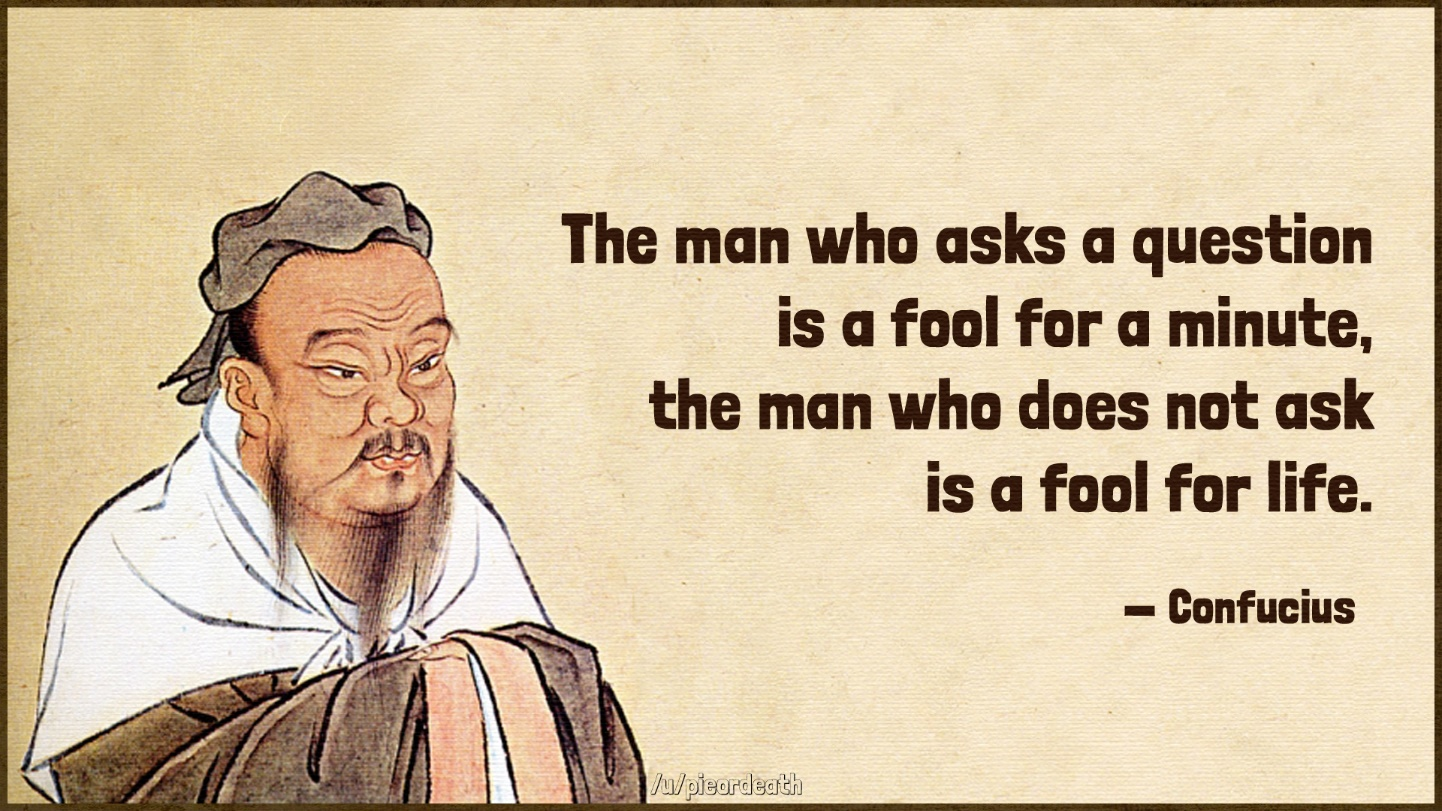 The man who asks a question
is a fool for a minute,
the man who does not ask
is a fool for life.
– Confucius
/u/pieordeath